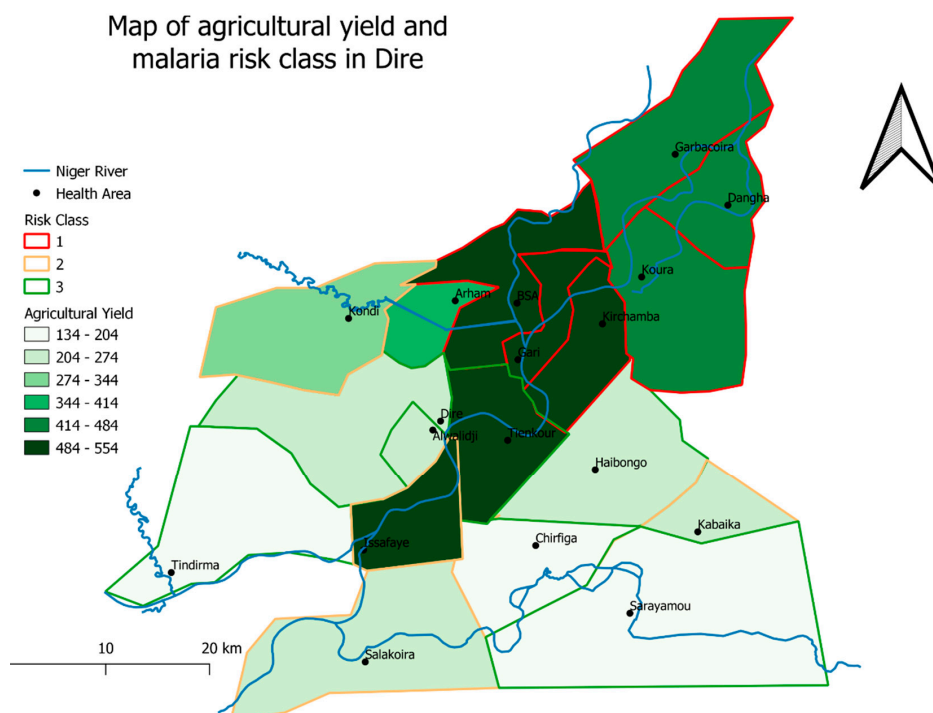 Map of agricultural yield and
malaria risk class in Dire
Niger River
Health Area
Risk Class
1
2
3
Agricultural Yield
134 - 204
204 - 274
274 - 344
344 - 414
414 - 484
484 - 554
Garbacoira
Dangha
Koura
Arham
BSA
Kondi
Kirchamba
Gari
Dire
Alwalidji
Tienkour
Haibongo
Kabaika
Issafaye
Chirfiga
Tindirma
Sarayamou
Salakoira
10
20 km